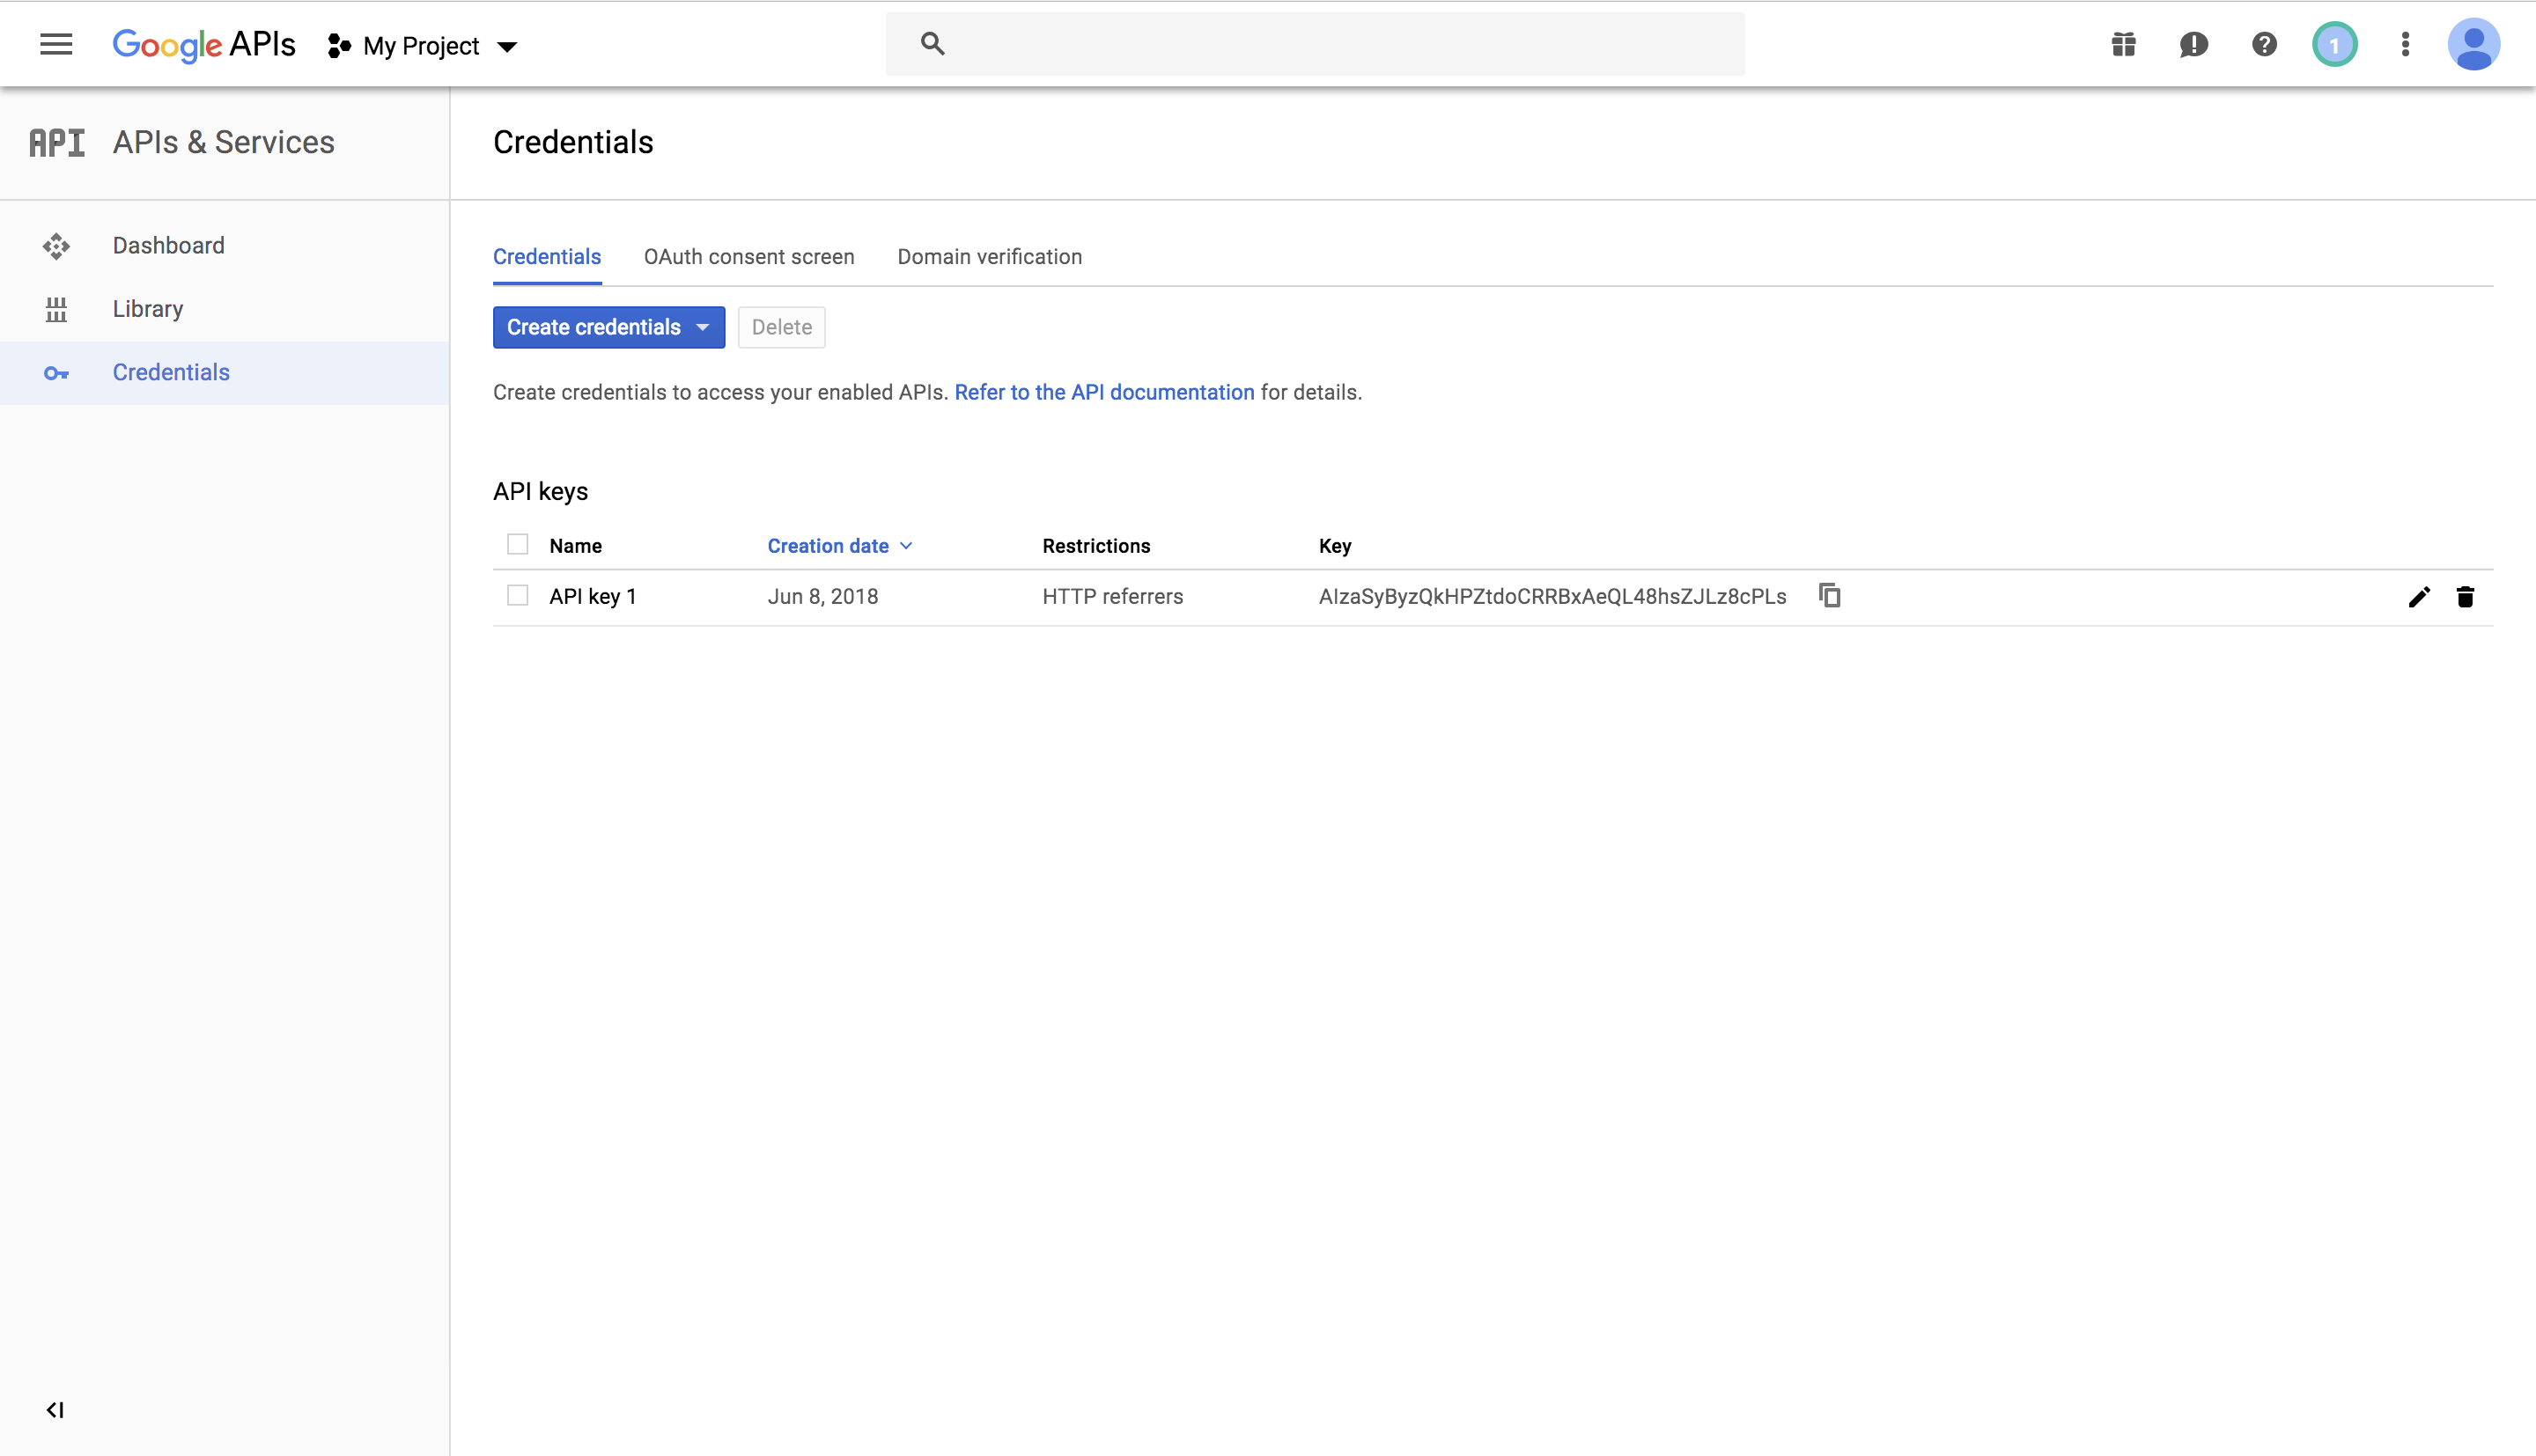 Google APIs My Project
1
API APIs & Services
Credentials
Dashboard
Library
Credentials
Credentials OAuth consent screen Domain verification
Create credentials Delete
Create credentials to access your enabled APIs. Refer to the API documentation for details.
API keys
Name Creation date Restrictions Key
API key 1 Jun 8, 2018 HTTP referrers AIzaSyByzQkHPZtdoCRRBxAeQL48hsZJLz8cPLs